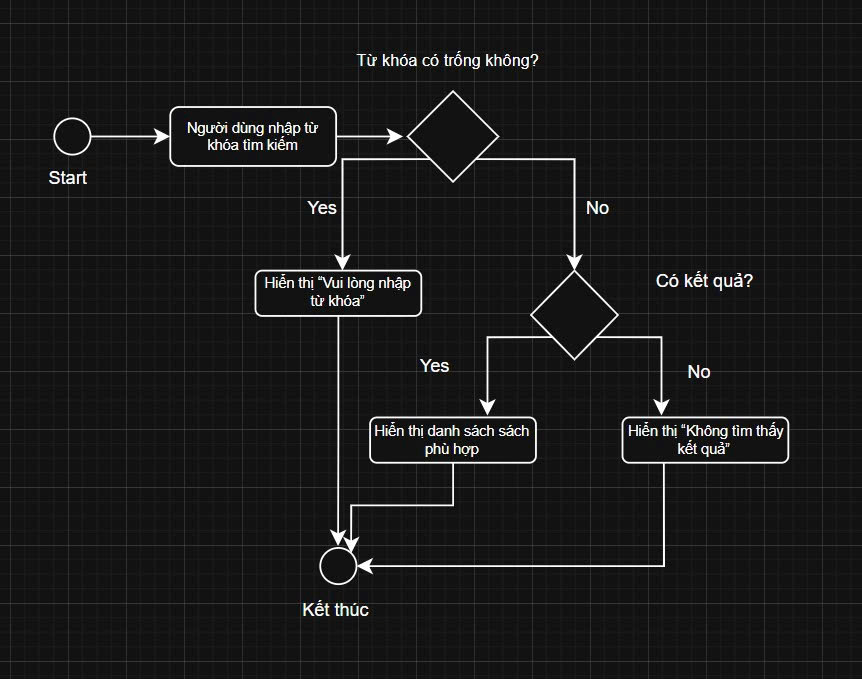 Từ khóa có trống không?
Người dùng nhập từ
khóa tìm kiếm
Start
Yes
No
Hiển thị “Vui lòng nhập
từ khóa”
Có kết quả?
Yes
No
Hiển thị danh sách sách
phù hợp
Hiển thị “Không tìm thấy
kết quả”
Kết thúc